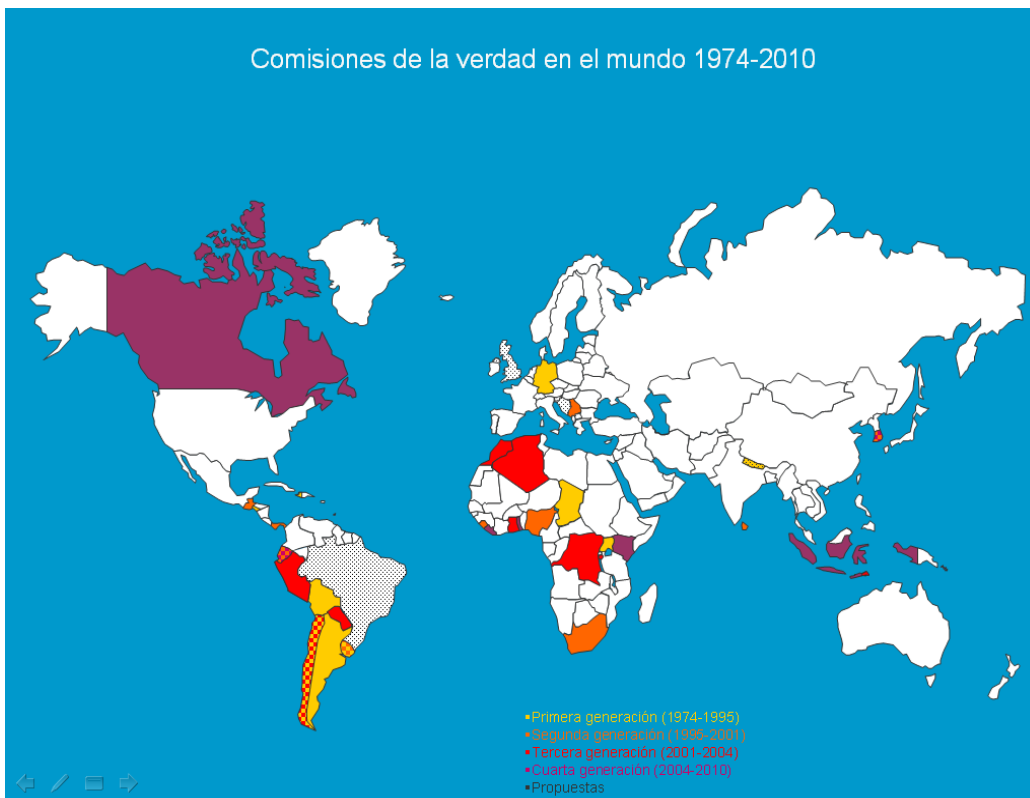 Comisiones de la verdad en el mundo 1974-2010
▪Primera generación (1974-1995)
▪Segunda generación (1995-2001)
▪Tercera generación (2001-2004)
▪Cuarta generación (2004-2010)
▪Propuestas